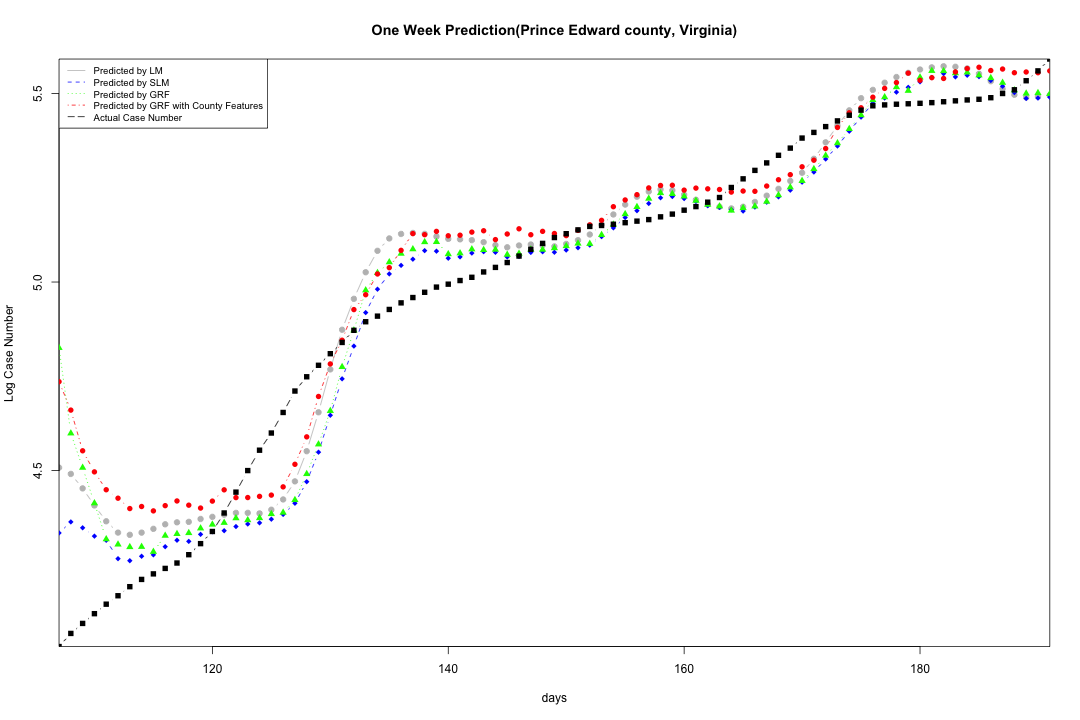 One Week Prediction(Prince Edward county, Virginia)
Predicted by LM
Predicted by SLM
Predicted by GRF
Predicted by GRF with County Features
Actual Case Number
5.5
5.0
4.5
Log Case Number
120 140 160 180
days